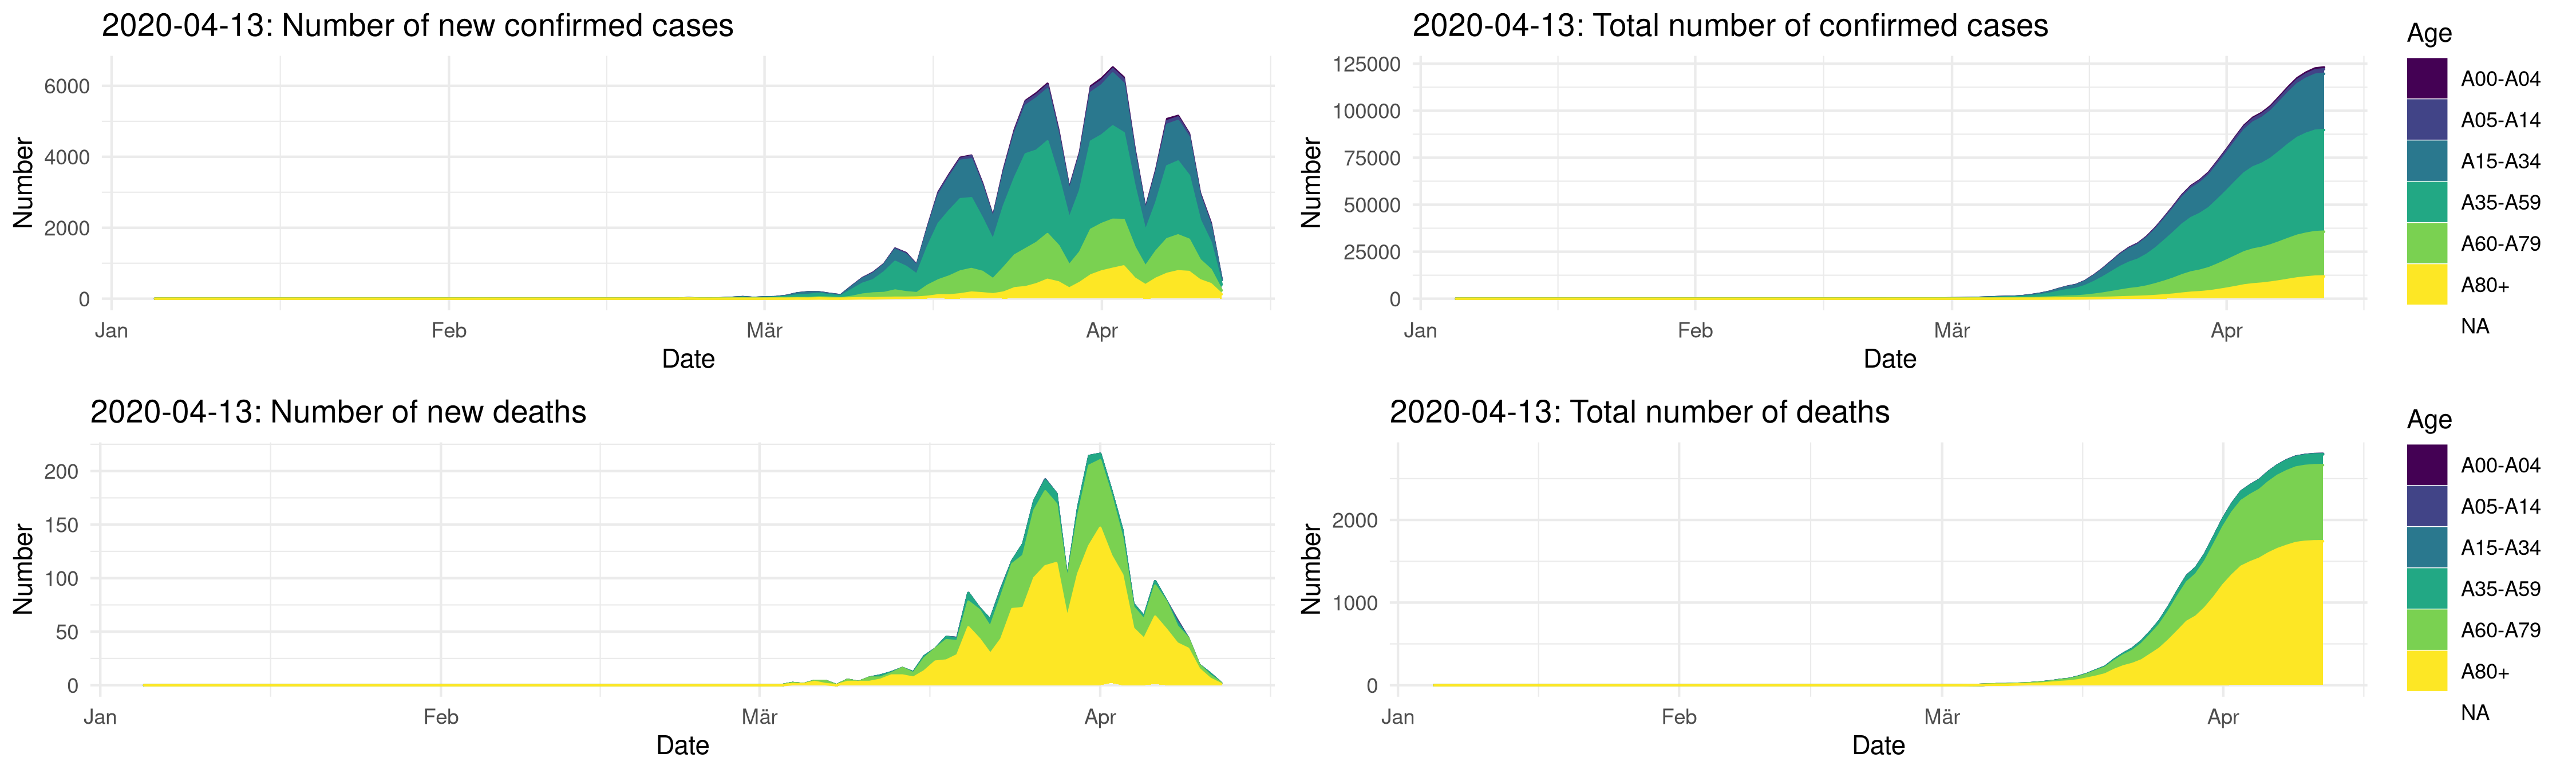 2020-04-13: Number of new confirmed cases
Number
6000
4000
2000
0
Jan Feb Mär Apr
Date
2020-04-13: Total number of confirmed cases
Number
125000
100000
75000
50000
25000
0
Jan Feb Mär Apr
Date
Age
A00-A04
A05-A14
A15-A34
A35-A59
A60-A79
A80+
NA
2020-04-13: Number of new deaths
Number
200
150
100
50
0
Jan Feb Mär Apr
Date
2020-04-13: Total number of deaths
Number
2000
1000
0
Jan Feb Mär Apr
Date
Age
A00-A04
A05-A14
A15-A34
A35-A59
A60-A79
A80+
NA